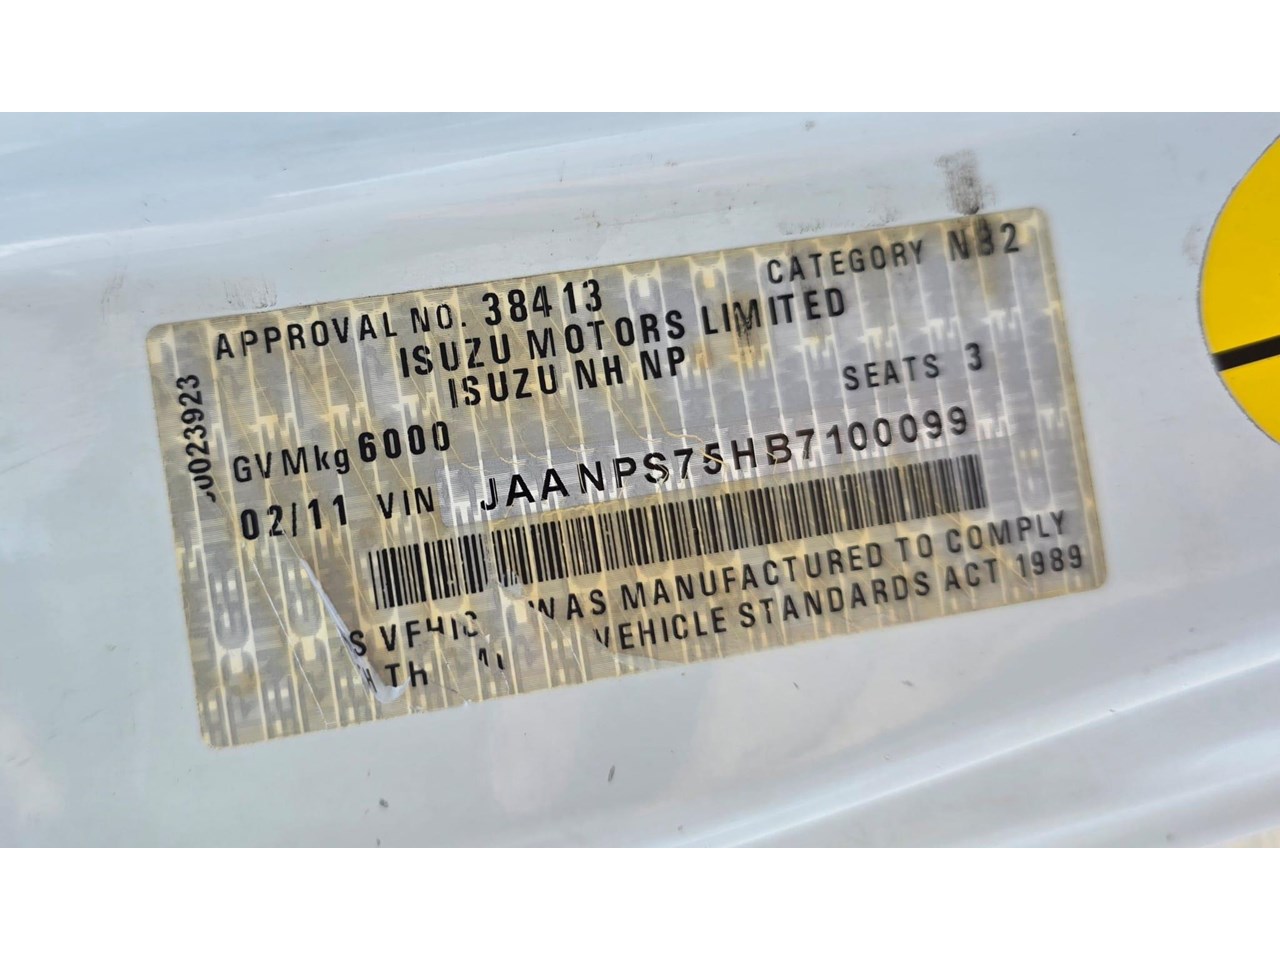 APPROVAL NO. 38413 CATEGORY NB2
ISUZU MOTORS LIMITED
ISUZU NH NP
SEATS 3
GVMkg 6000
02/11 VIN JAANPS75HB7100099
WAS MANUFACTURED TO COMPLY
VEHICLE STANDARDS ACT 1989
00023923